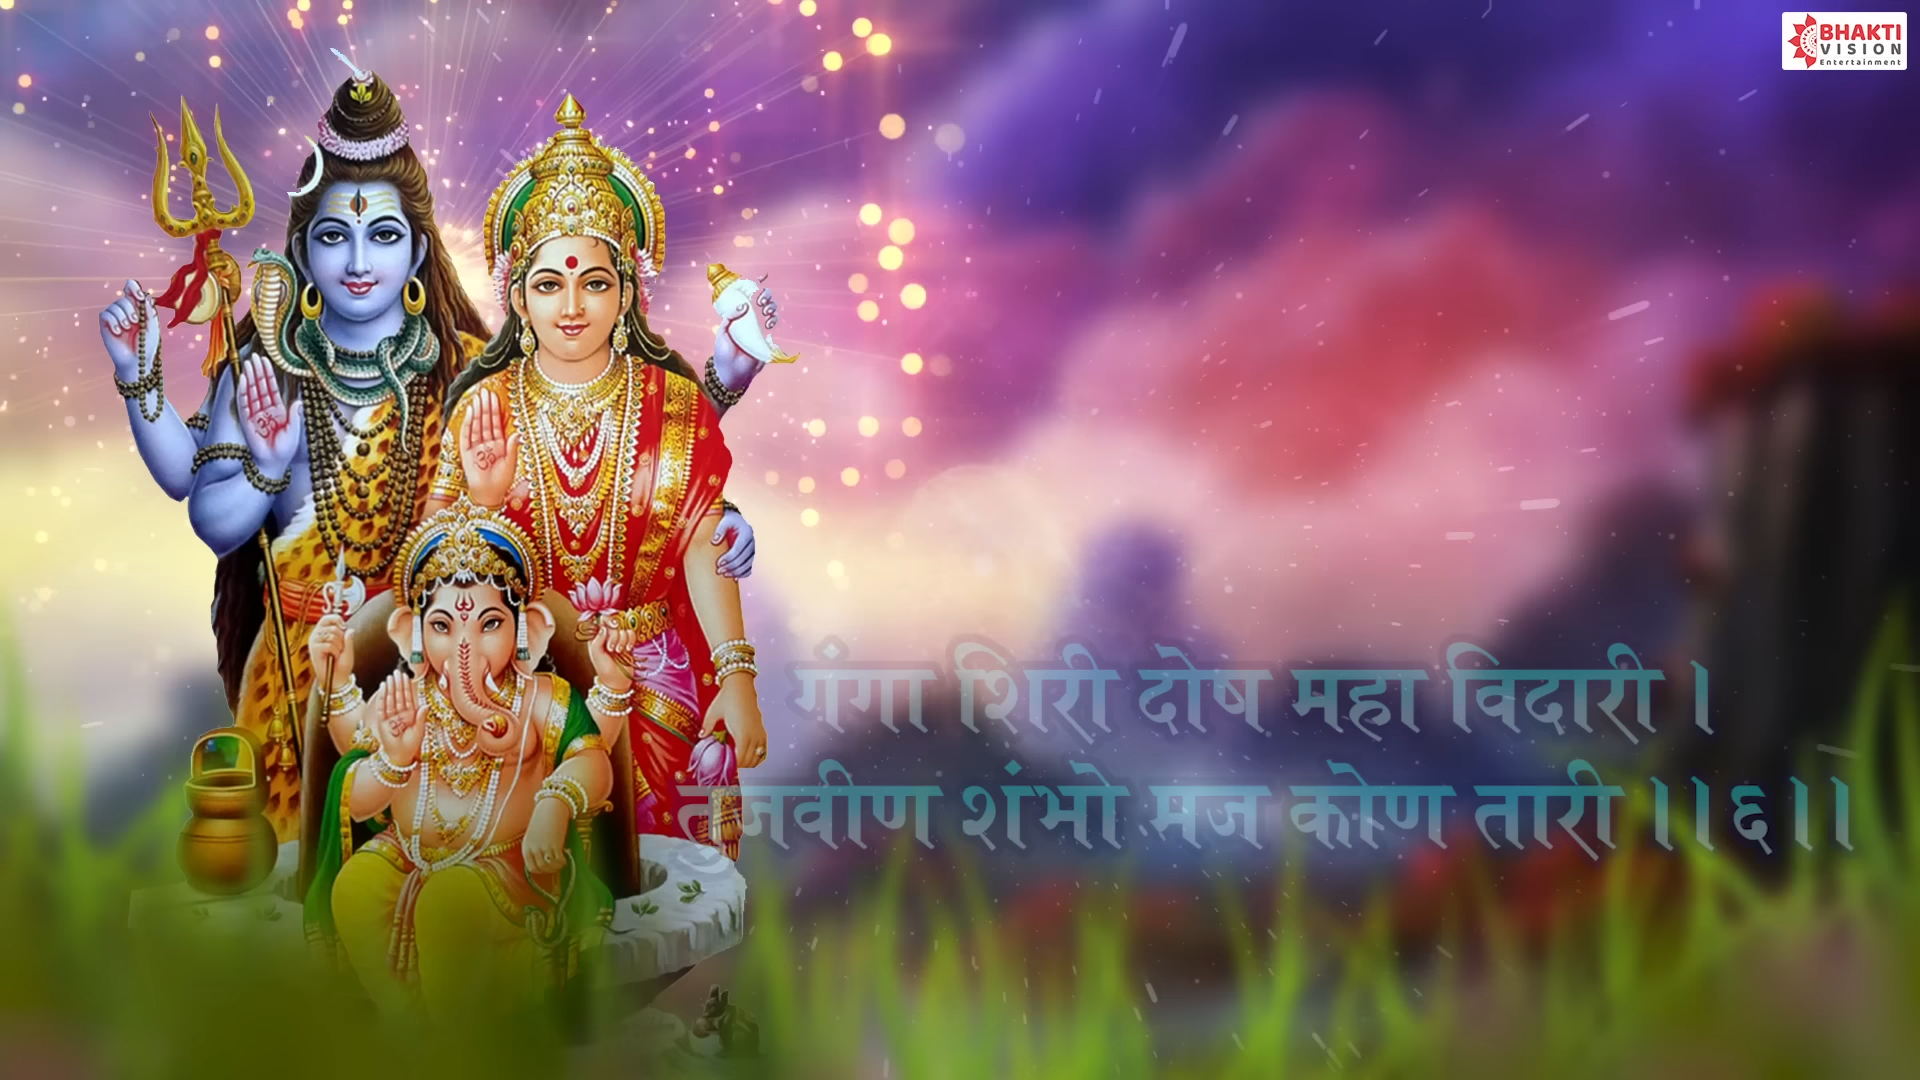 BHAKTI
VISION
Entertainment
गंगा शिरी दोष महा विदारी ।
तुजवीण शंभो मज कोण तारी ।।६।।